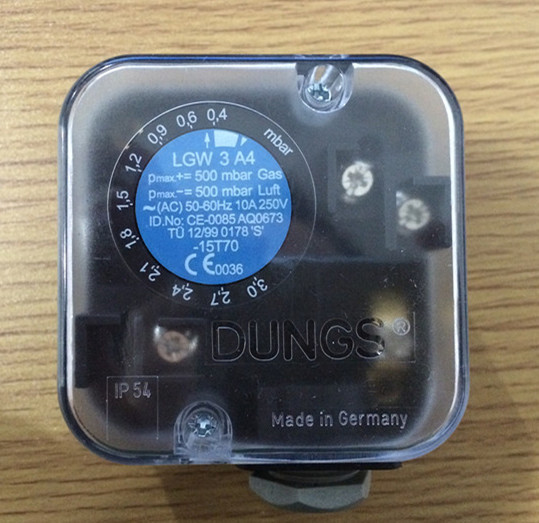 0,4 0,6 0,9 1,2 1,5 1,8 2,1 2,4 2,7 3,0
mbar
LGW 3 A4
pmax.+= 500 mbar Gas
pmax.-= 500 mbar Luft
~(AC) 50-60Hz 10A 250V
ID.No: CE-0085 AQ0673
TÜ 12/99 0178 'S'
-15T70
CE0036
DUNGS®
IP 54
Made in Germany